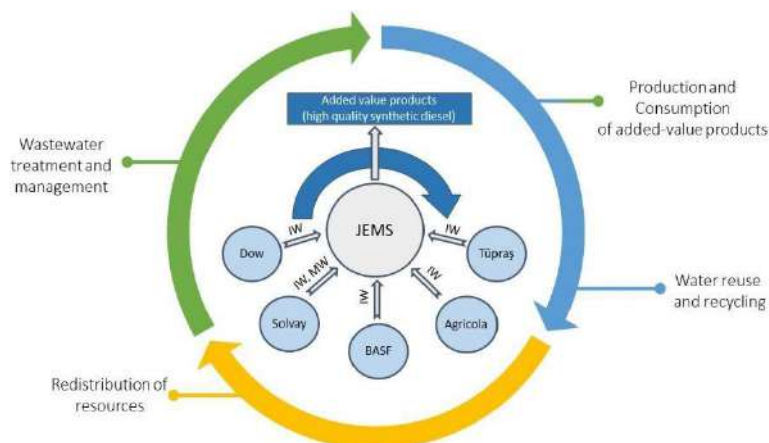 Added value products
(high quality synthetic diesel)
Production and
Consumption
of added-value products
Wastewater
treatment and
management
JEMS
IW
Dow
IW
Tüpraş
IW, MW
Solvay
IW
BASF
IW
Agricola
Water reuse
and recycling
Redistribution of
resources